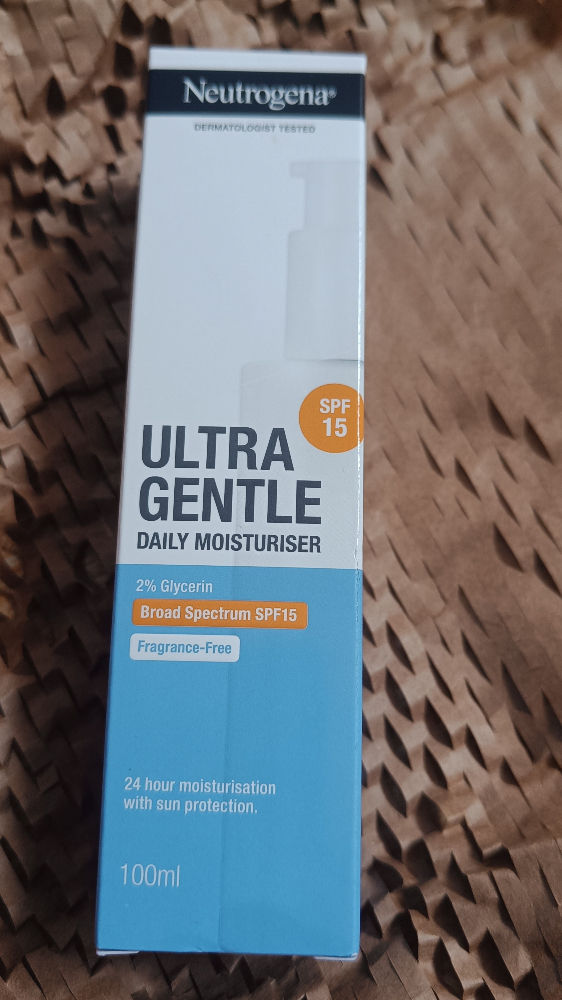 Neutrogena®
DERMATOLOGIST TESTED
SPF
15
ULTRA
GENTLE
DAILY MOISTURISER
2% Glycerin
Broad Spectrum SPF15
Fragrance-Free
24 hour moisturisation
with sun protection.
100ml